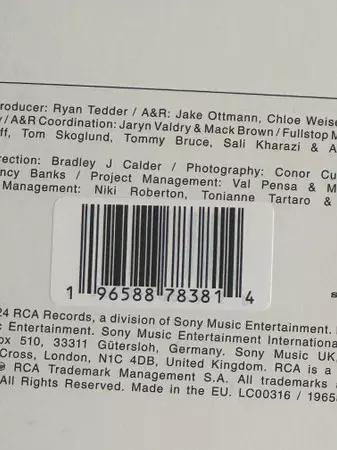 roducer: Ryan Tedder / A&R: Jake Ottmann, Chloe Weise
/ A&R Coordination: Jaryn Valdry & Mack Brown / Fullstop M
ff, Tom Skoglund, Tommy Bruce, Sali Kharazi & A
rection: Bradley J Calder / Photography: Conor Cu
ncy Banks / Project Management: Val Pensa & M
Management: Niki Roberton, Tonianne Tartaro &
1 96588 78381 4
24 RCA Records, a division of Sony Music Entertainment.
c Entertainment. Sony Music Entertainment Internationa
ox 510, 33311 Gütersloh, Germany. Sony Music UK,
Cross, London, N1C 4DB, United Kingdom. RCA is a
® RCA Trademark Management S.A. All trademarks a
All Rights Reserved. Made in the EU. LC00316 / 1965